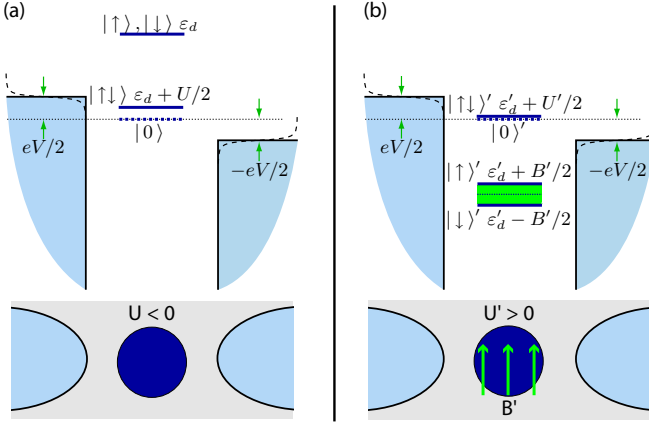 (a)
|↑⟩, |↓⟩ ε_d
|↑↓⟩ ε_d + U/2
|0⟩
eV/2
−eV/2
U < 0
(b)
|↑↓⟩′ ε′_d + U′/2
|0⟩′
eV/2
−eV/2
|↑⟩′ ε′_d + B′/2
|↓⟩′ ε′_d − B′/2
U' > 0
B'